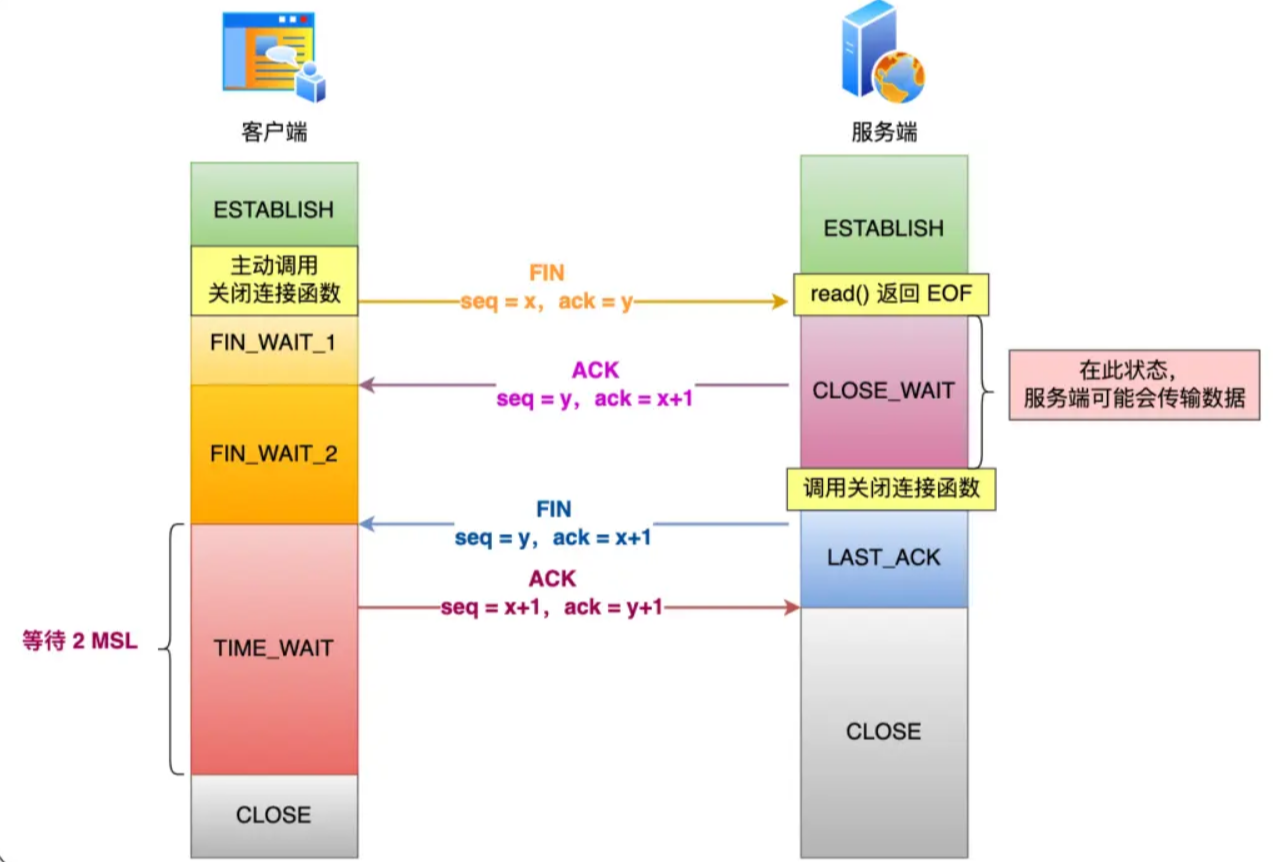 客户端
服务端
ESTABLISH
ESTABLISH
主动调用
关闭连接函数
FIN
seq = x, ack = y
read() 返回 EOF
FIN_WAIT_1
ACK
seq = y, ack = x+1
CLOSE_WAIT
在此状态,
服务端可能会传输数据
FIN_WAIT_2
调用关闭连接函数
FIN
seq = y, ack = x+1
LAST_ACK
ACK
seq = x+1, ack = y+1
等待 2 MSL
TIME_WAIT
CLOSE
CLOSE